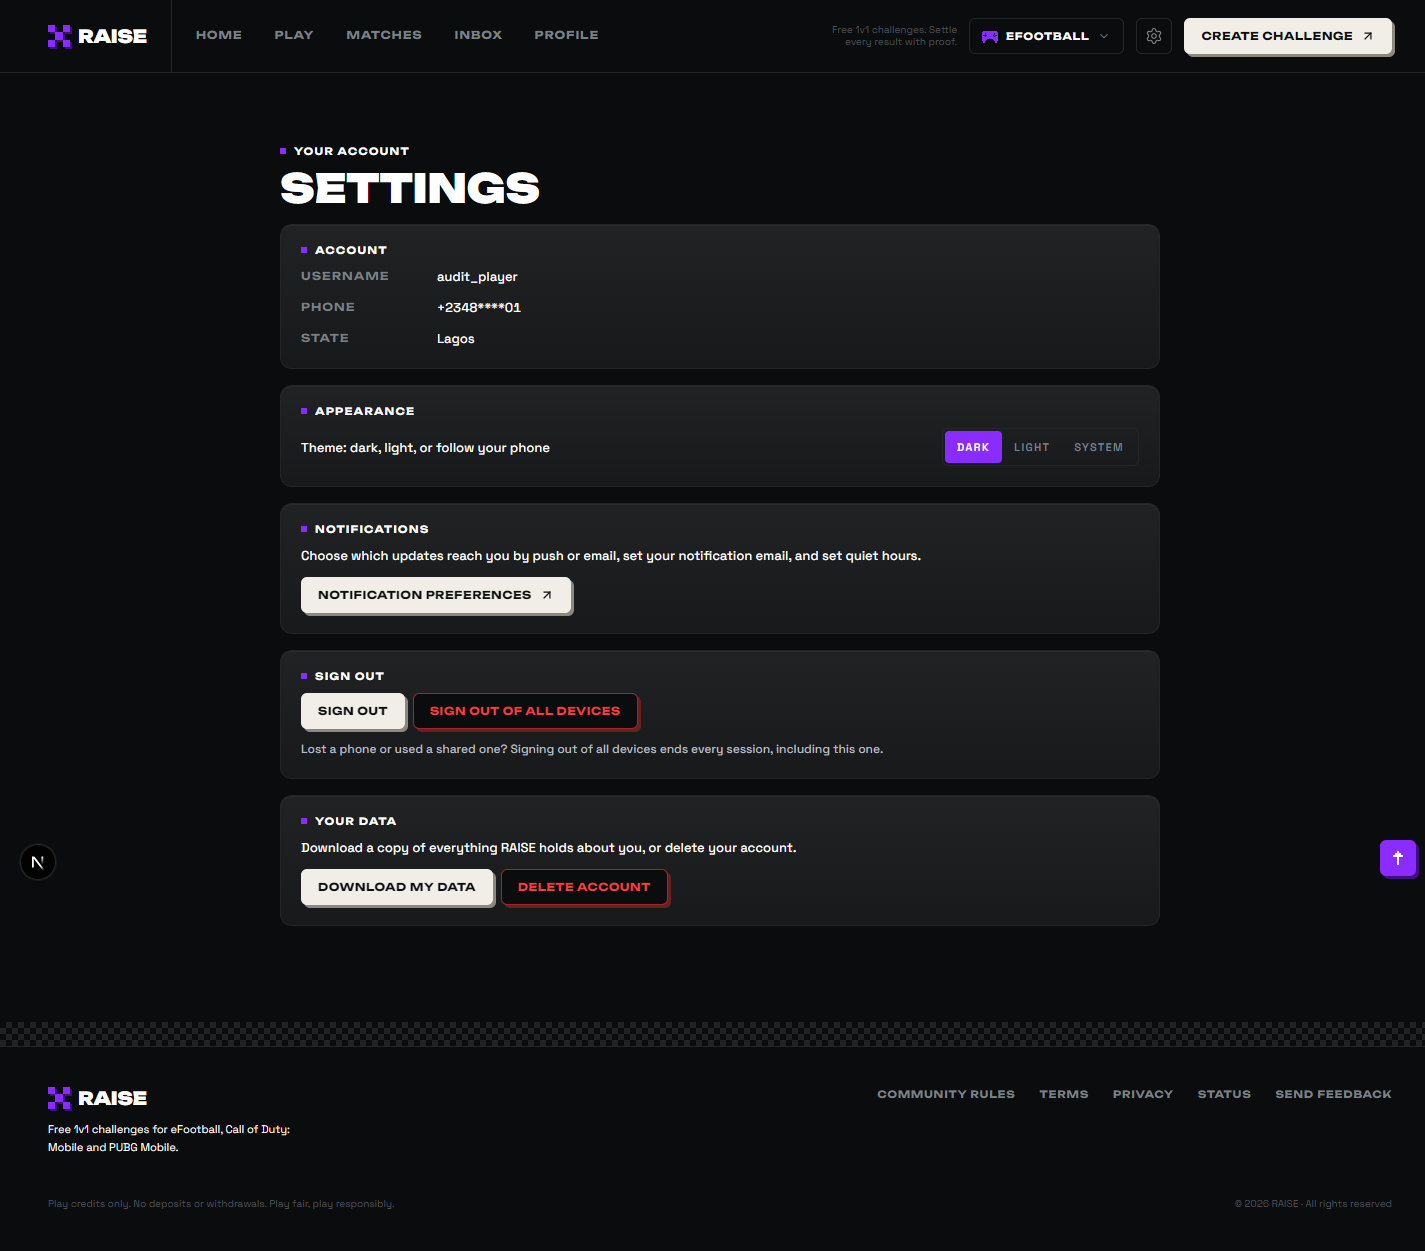 RAISE
HOME
PLAY
MATCHES
INBOX
PROFILE
Free 1v1 challenges. Settle
every result with proof.
EFOOTBALL
CREATE CHALLENGE
YOUR ACCOUNT
SETTINGS
ACCOUNT
USERNAME audit_player
PHONE +2348****01
STATE Lagos
APPEARANCE
Theme: dark, light, or follow your phone
DARK LIGHT SYSTEM
NOTIFICATIONS
Choose which updates reach you by push or email, set your notification email, and set quiet hours.
NOTIFICATION PREFERENCES
SIGN OUT
SIGN OUT
SIGN OUT OF ALL DEVICES
Lost a phone or used a shared one? Signing out of all devices ends every session, including this one.
YOUR DATA
Download a copy of everything RAISE holds about you, or delete your account.
DOWNLOAD MY DATA
DELETE ACCOUNT
N
RAISE
Free 1v1 challenges for eFootball, Call of Duty:
Mobile and PUBG Mobile.
COMMUNITY RULES
TERMS
PRIVACY
STATUS
SEND FEEDBACK
Play credits only. No deposits or withdrawals. Play fair, play responsibly.
© 2026 RAISE · All rights reserved